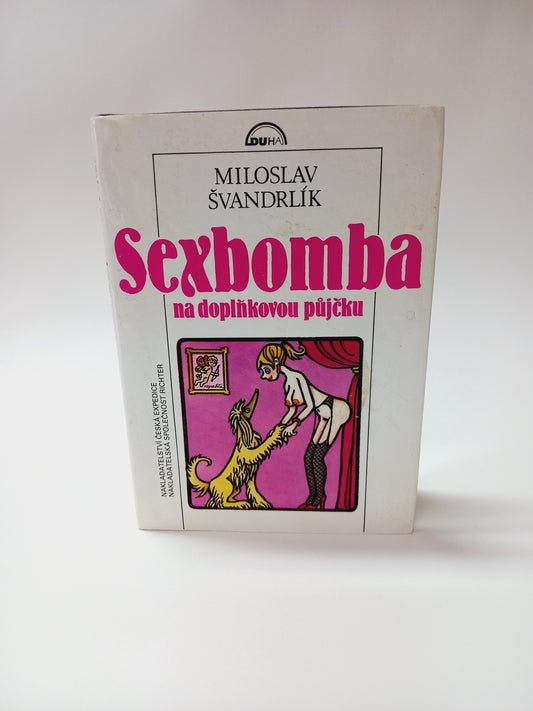 DUHA
MILOSLAV
ŠVANDRLÍK
Sexbomba
na doplňkovou půjčku
NAKLADATELSTVÍ ČESKÁ EXPEDICE
NAKLADATELSKÁ SPOLEČNOST RICHTER